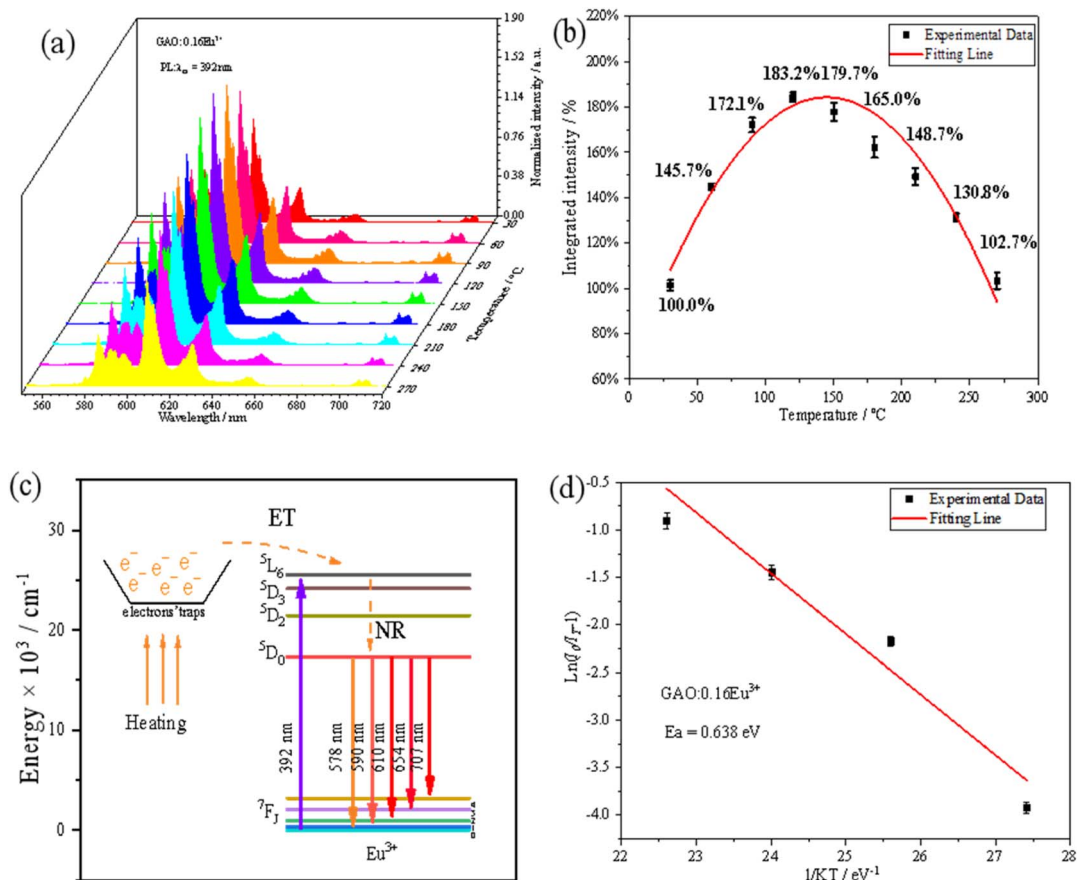 (a)
GAO:0.16Eu³⁺
PL:λex = 392nm
1.90
1.52
1.14
0.76
0.38
0.00
Normalized intensity / a.u.
30
60
90
120
150
180
210
240
270
Temperature / °C
560 580 600 620 640 660 680 700 720
Wavelength / nm
(b)
Experimental Data
Fitting Line
220%
200%
180%
160%
140%
120%
100%
80%
60%
Integrated intensity / %
183.2% 179.7%
172.1%
165.0%
145.7%
148.7%
130.8%
102.7%
100.0%
0 50 100 150 200 250 300
Temperature / °C
(c)
ET
30
20
10
0
Energy × 10³ / cm⁻¹
e⁻ e⁻ e⁻
e⁻ e⁻ e⁻
electrons' traps
Heating
⁵L₆
⁵D₃
⁵D₂
NR
⁵D₀
392 nm
578 nm
590 nm
610 nm
654 nm
707 nm
⁷FJ
Eu³⁺
(d)
Experimental Data
Fitting Line
-0.5
-1.0
-1.5
-2.0
-2.5
-3.0
-3.5
-4.0
Ln(I₀/IT-1)
GAO:0.16Eu³⁺
Ea = 0.638 eV
22 23 24 25 26 27 28
1/KT / eV⁻¹